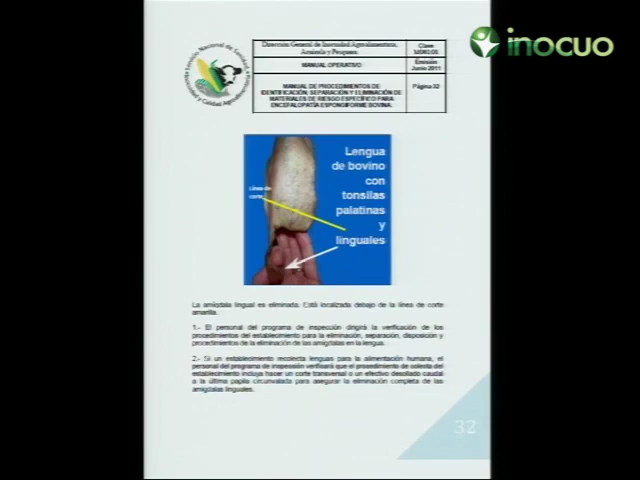 inocuo
Dirección General de Inocuidad Agroalimentaria,
Acuícola y Pesquera.
Clave
MANUAL OPERATIVO
Emisión
Junio 2011
MANUAL DE PROCEDIMIENTOS DE
IDENTIFICACIÓN, SEPARACIÓN Y ELIMINACIÓN DE
MATERIALES DE RIESGO ESPECÍFICO PARA
ENCEFALOPATÍA ESPONGIFORME BOVINA.
Página 32
Lengua
de bovino
con
tonsilas
palatinas
y
linguales
Línea de
corte
La amígdala lingual es eliminada. Está localizada debajo de la línea de corte
amarilla.
1.- El personal del programa de inspección dirigirá la verificación de los
procedimientos del establecimiento para la eliminación, separación, disposición y
procedimientos de la eliminación de las amígdalas en la lengua.
2.- Si un establecimiento recolecta lenguas para la alimentación humana, el
personal del programa de inspección verificará que el procedimiento de colecta del
establecimiento incluya hacer un corte transversal o un efectivo desollado caudal
a la última papila circunvalada para asegurar la eliminación completa de las
amígdalas linguales.
32